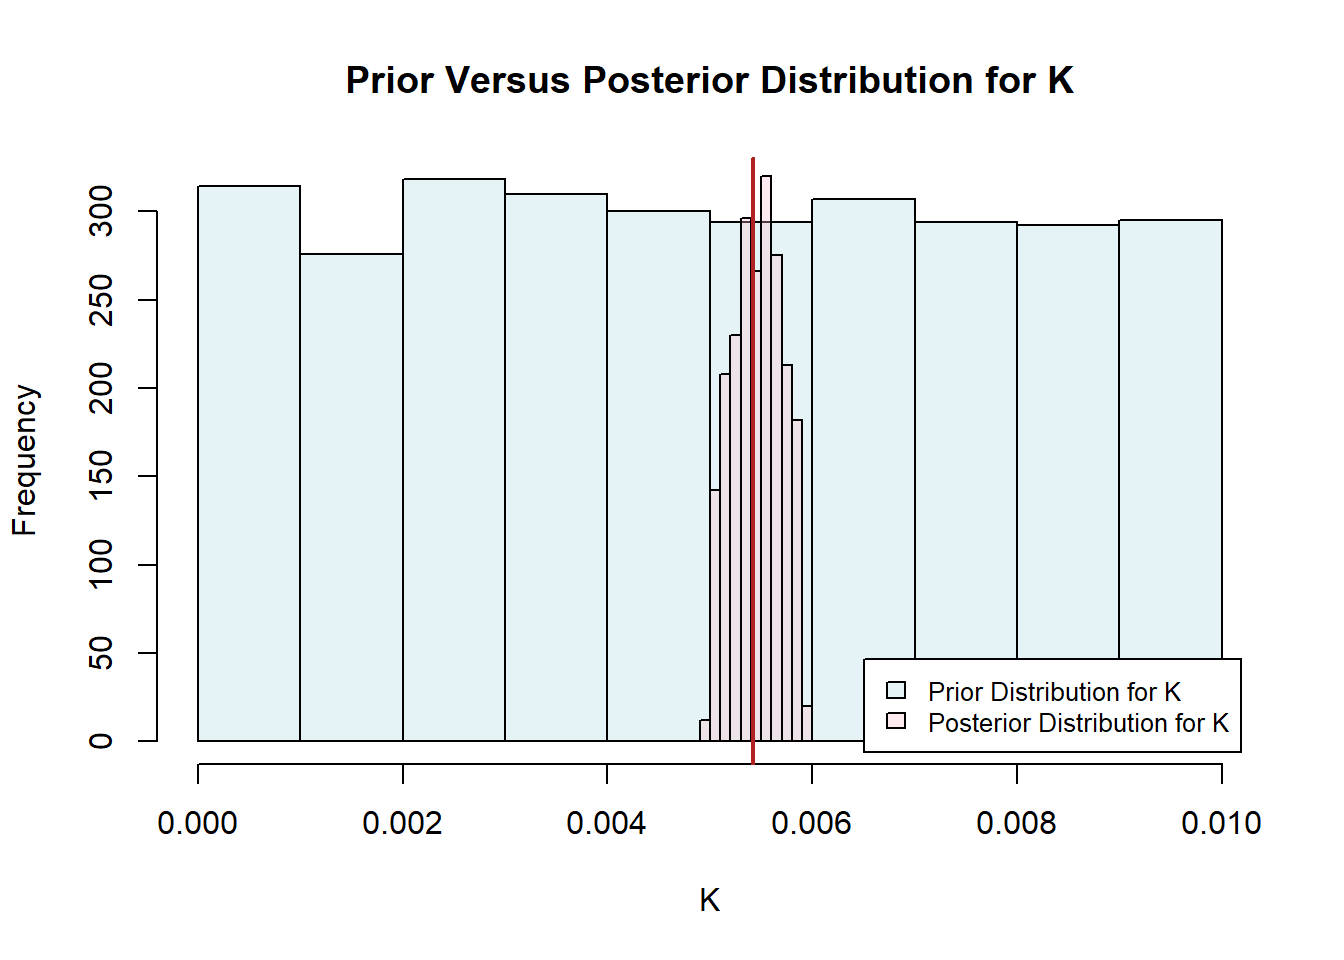 Prior Versus Posterior Distribution for K
Frequency
300
250
200
150
100
50
0
Prior Distribution for K
Posterior Distribution for K
0.000 0.002 0.004 0.006 0.008 0.010
K